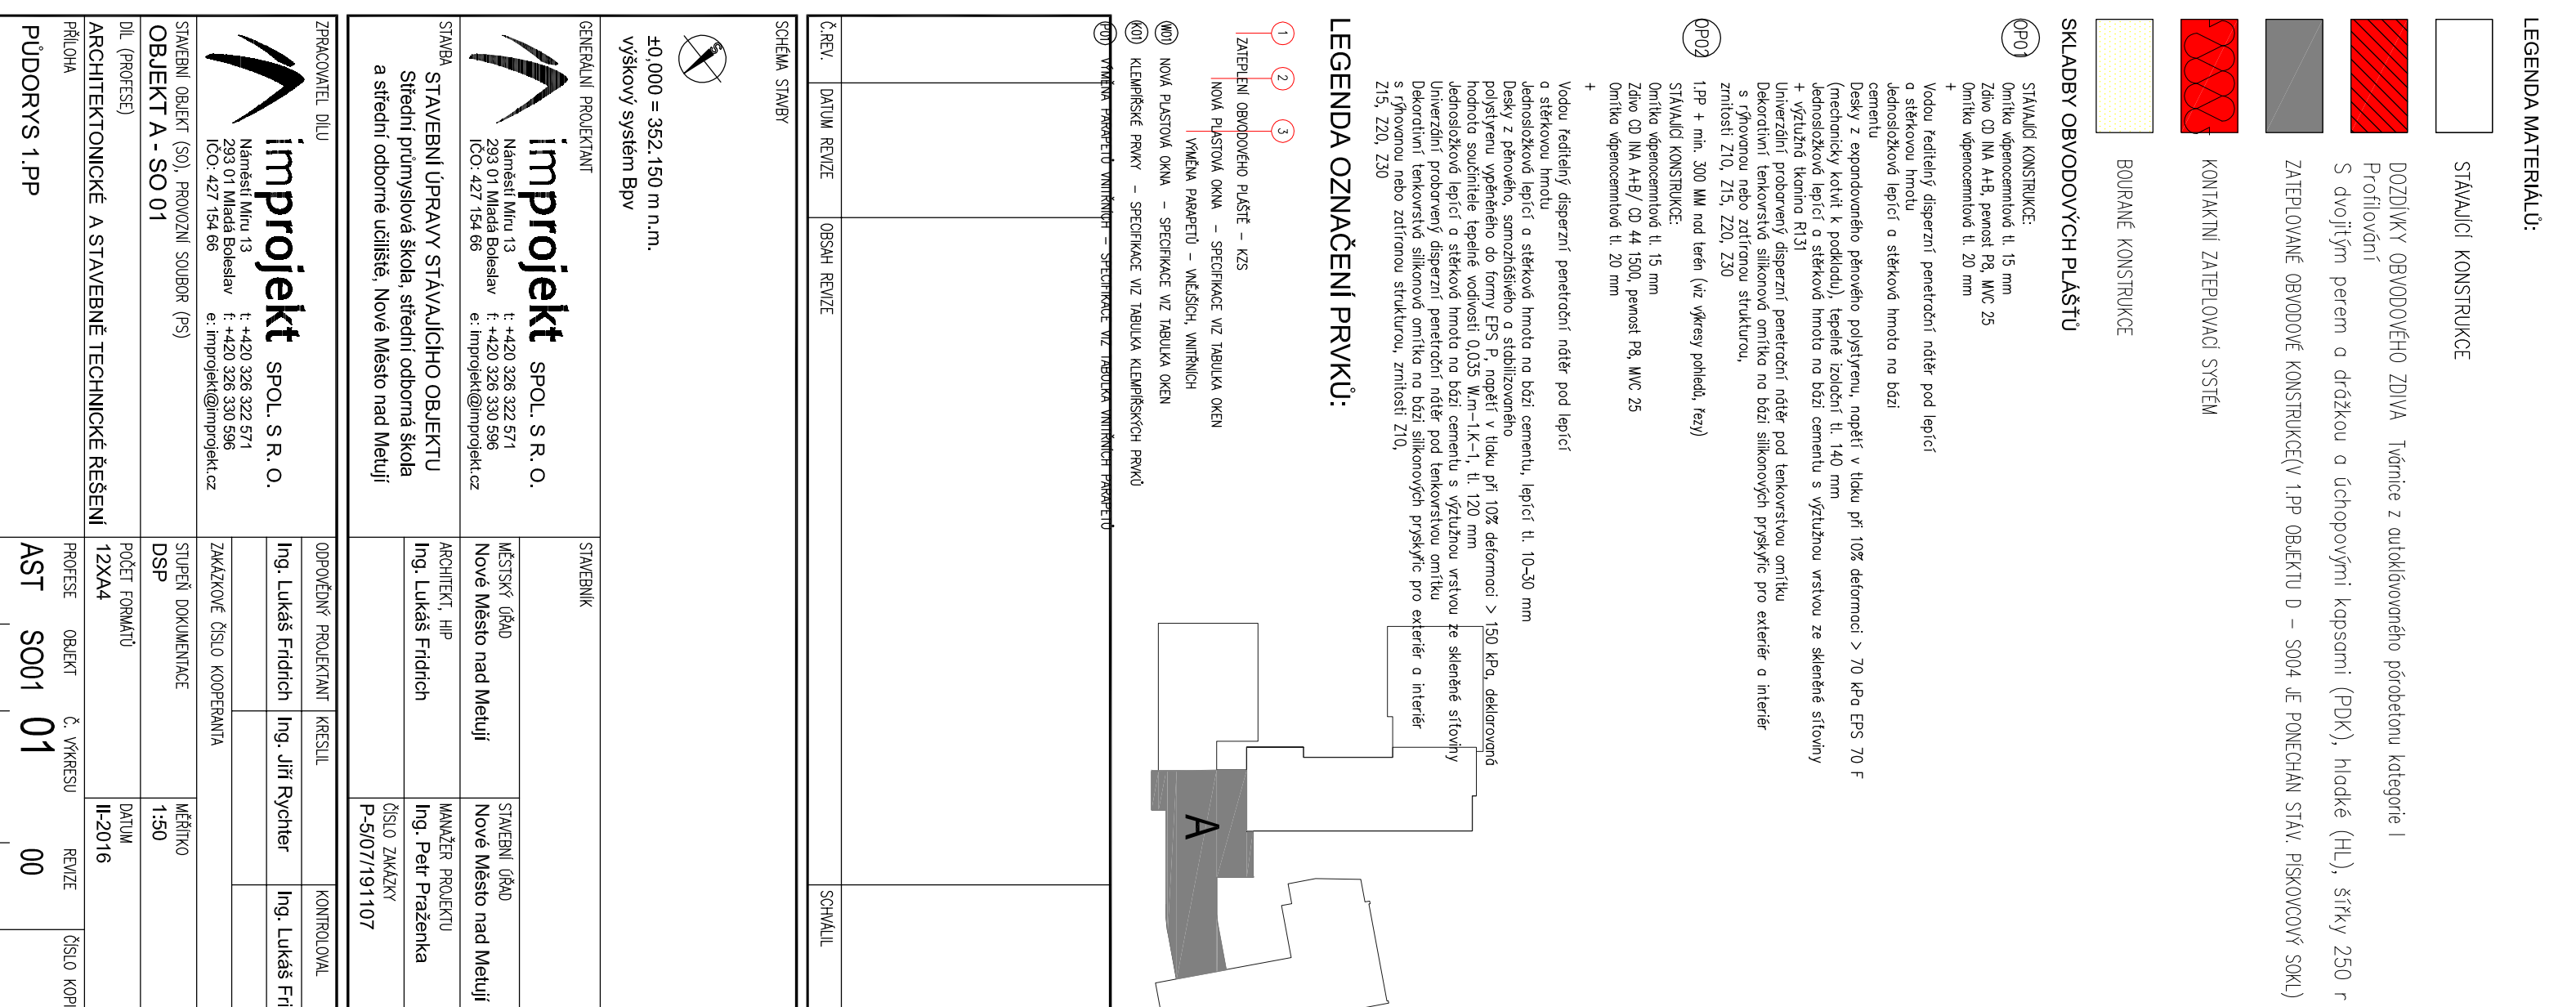 LEGENDA MATERIÁLŮ:
STÁVAJÍCÍ KONSTRUKCE
DOZDÍVKY OBVODOVÉHO ZDIVA Tvárnice z autoklávovaného pórobetonu kategorie I
Profilování
S dvojitým perem a drážkou a úchopovými kapsami (PDK), hladké (HL), šířky 250
ZATEPLOVANÉ OBVODOVÉ KONSTRUKCE(V 1.PP OBJEKTU D – SO04 JE PONECHÁN STÁV. PÍSKOVCOVÝ SOKL)
KONTAKTNÍ ZATEPLOVACÍ SYSTÉM
BOURANÉ KONSTRUKCE
SKLADBY OBVODOVÝCH PLÁŠŤŮ
OP01
STÁVAJÍCÍ KONSTRUKCE:
Omítka vápenocemntová tl. 15 mm
Zdivo CD INA A+B, pevnost P8, MVC 25
Omítka vápenocemntová tl. 20 mm
+
Vodou ředitelný disperzní penetrační nátěr pod lepící
a stěrkovou hmotu
Jednosložková lepící a stěrková hmota na bázi
cementu
Desky z expandovaného pěnového polystyrenu, napětí v tlaku při 10% deformaci > 70 kPa EPS 70 F
(mechanicky kotvit k podkladu), tepelně izolační tl. 140 mm
Jednosložková lepící a stěrková hmota na bázi cementu s výztužnou vrstvou ze skleněné síťoviny
+ výztužná tkanina R131
Univerzální probarvený disperzní penetrační nátěr pod tenkovrstvou omítku
Dekorativní tenkovrstvá silikonová omítka na bázi silikonových pryskyřic pro exteriér a interiér
s rýhovanou nebo zatíranou strukturou,
zrnitosti Z10, Z15, Z20, Z30
OP02
1.PP + min. 300 MM nad terén (viz výkresy pohledů, řezy)
STÁVAJÍCÍ KONSTRUKCE:
Omítka vápenocemntová tl. 15 mm
Zdivo CD INA A+B/ CD 44 1500, pevnost P8, MVC 25
Omítka vápenocemntová tl. 20 mm
+
Vodou ředitelný disperzní penetrační nátěr pod lepící
a stěrkovou hmotu
Jednosložková lepící a stěrková hmota na bázi cementu, lepící tl. 10–30 mm
Desky z pěnového, samozhášivého a stabilizovaného
polystyrenu vypěněného do formy EPS P, napětí v tlaku při 10% deformaci > 150 kPa, deklarovaná
hodnota součinitele tepelné vodivosti 0,035 W.m–1.K–1, tl. 120 mm
Jednosložková lepící a stěrková hmota na bázi cementu s výztužnou vrstvou ze skleněné síťoviny
Univerzální probarvený disperzní penetrační nátěr pod tenkovrstvou omítku
Dekorativní tenkovrstvá silikonová omítka na bázi silikonových pryskyřic pro exteriér a interiér
s rýhovanou nebo zatíranou strukturou, zrnitosti Z10,
Z15, Z20, Z30
LEGENDA OZNAČENÍ PRVKŮ:
1 2 3
ZATEPLENÍ OBVODOVÉHO PLÁŠTĚ – KZS
NOVÁ PLASTOVÁ OKNA – SPECIFIKACE VIZ TABULKA OKEN
VÝMĚNA PARAPETŮ – VNĚJŠÍCH, VNITŘNÍCH
W01 NOVÁ PLASTOVA OKNA – SPECIFIKACE VIZ TABULKA OKEN
K01 KLEMPÍŘSKÉ PRVKY – SPECIFIKACE VIZ TABULKA KLEMPÍŘSKÝCH PRVKŮ
P01 VÝMĚNA PARAPETŮ VNITŘNÍCH – SPECIFIKACE VIZ TABULKA VNITŘNÍCH PARAPETŮ
A
Č.REV. DATUM REVIZE OBSAH REVIZE SCHVÁLIL
SCHÉMA STAVBY
S
±0,000 = 352.150 m n.m.
výškový systém Bpv
GENERÁLNÍ PROJEKTANT
improjekt SPOL. S R. O.
Náměstí Míru 13 t: +420 326 322 571
293 01 Mladá Boleslav f: +420 326 330 596
IČO: 427 154 66 e: improjekt@improjekt.cz
STAVEBNÍK
MĚSTSKÝ ÚŘAD
Nové Město nad Metují
STAVEBNÍ ÚŘAD
Nové Město nad Metují
STAVBA
STAVEBNÍ ÚPRAVY STÁVAJÍCÍHO OBJEKTU
Střední průmyslová škola, střední odborná škola
a střední odborné učiliště, Nové Město nad Metují
ARCHITEKT, HIP
Ing. Lukáš Fridrich
MANAŽER PROJEKTU
Ing. Petr Praženka
ČÍSLO ZAKÁZKY
P-5/07/191107
ZPRACOVATEL DÍLU
improjekt SPOL. S R. O.
Náměstí Míru 13 t: +420 326 322 571
293 01 Mladá Boleslav f: +420 326 330 596
IČO: 427 154 66 e: improjekt@improjekt.cz
ODPOVĚDNÝ PROJEKTANT KRESLIL KONTROLOVAL
Ing. Lukáš Fridrich Ing. Jiří Rychter Ing. Lukáš Fri
ZAKÁZKOVÉ ČÍSLO KOOPERANTA
STAVEBNÍ OBJEKT (SO), PROVOZNÍ SOUBOR (PS)
OBJEKT A - SO 01
STUPEŇ DOKUMENTACE
DSP
MĚŘÍTKO
1:50
DÍL (PROFESE)
ARCHITEKTONICKÉ A STAVEBNĚ TECHNICKÉ ŘEŠENÍ
POČET FORMÁTŮ
12XA4
DATUM
II-2016
PŘÍLOHA
PŮDORYS 1.PP
PROFESE OBJEKT Č. VÝKRESU REVIZE ČÍSLO KOPI
AST SO01 01 00